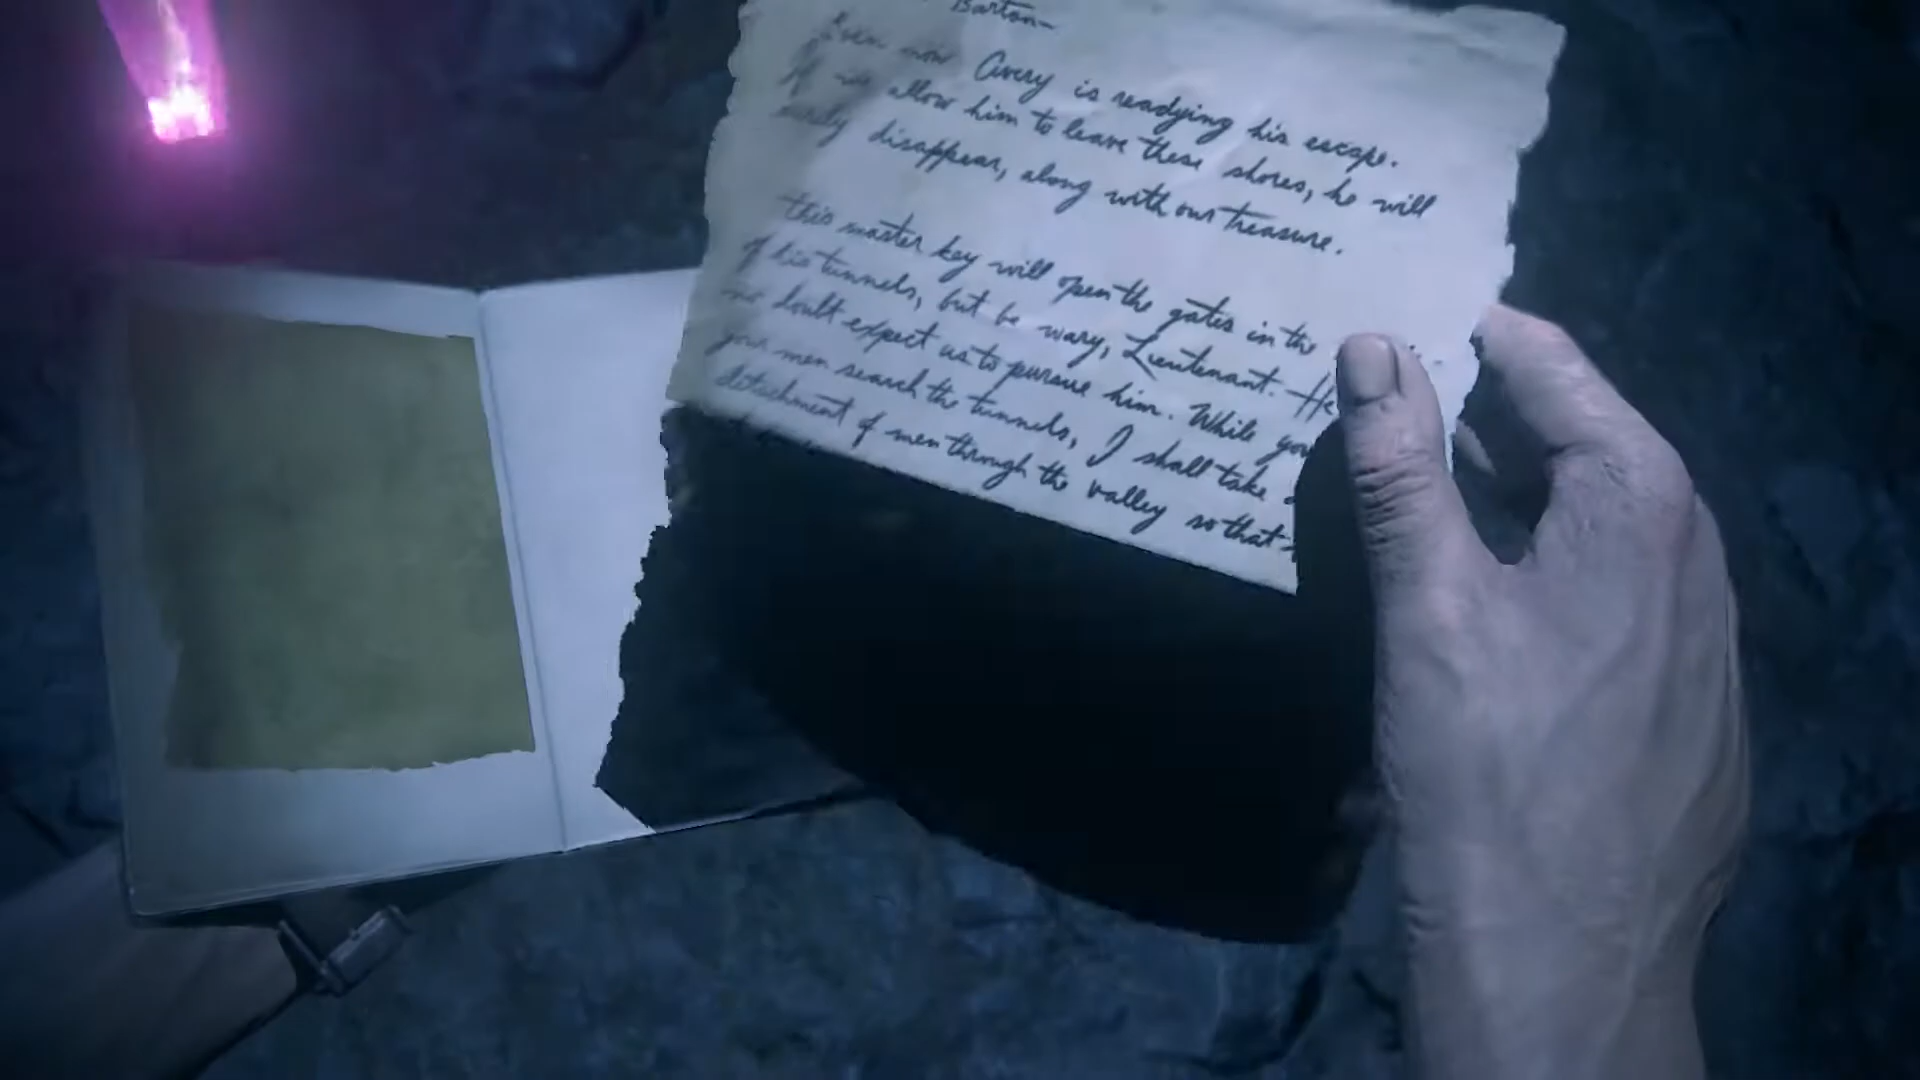 Barton—
Even now Avery is readying his escape.
If we allow him to leave these shores, he will
surely disappear, along with our treasure.
This master key will open the gates in the
of his tunnels, but be wary, Lieutenant. He
no doubt expect us to pursue him. While you
your men search the tunnels, I shall take a
detachment of men through the valley so that